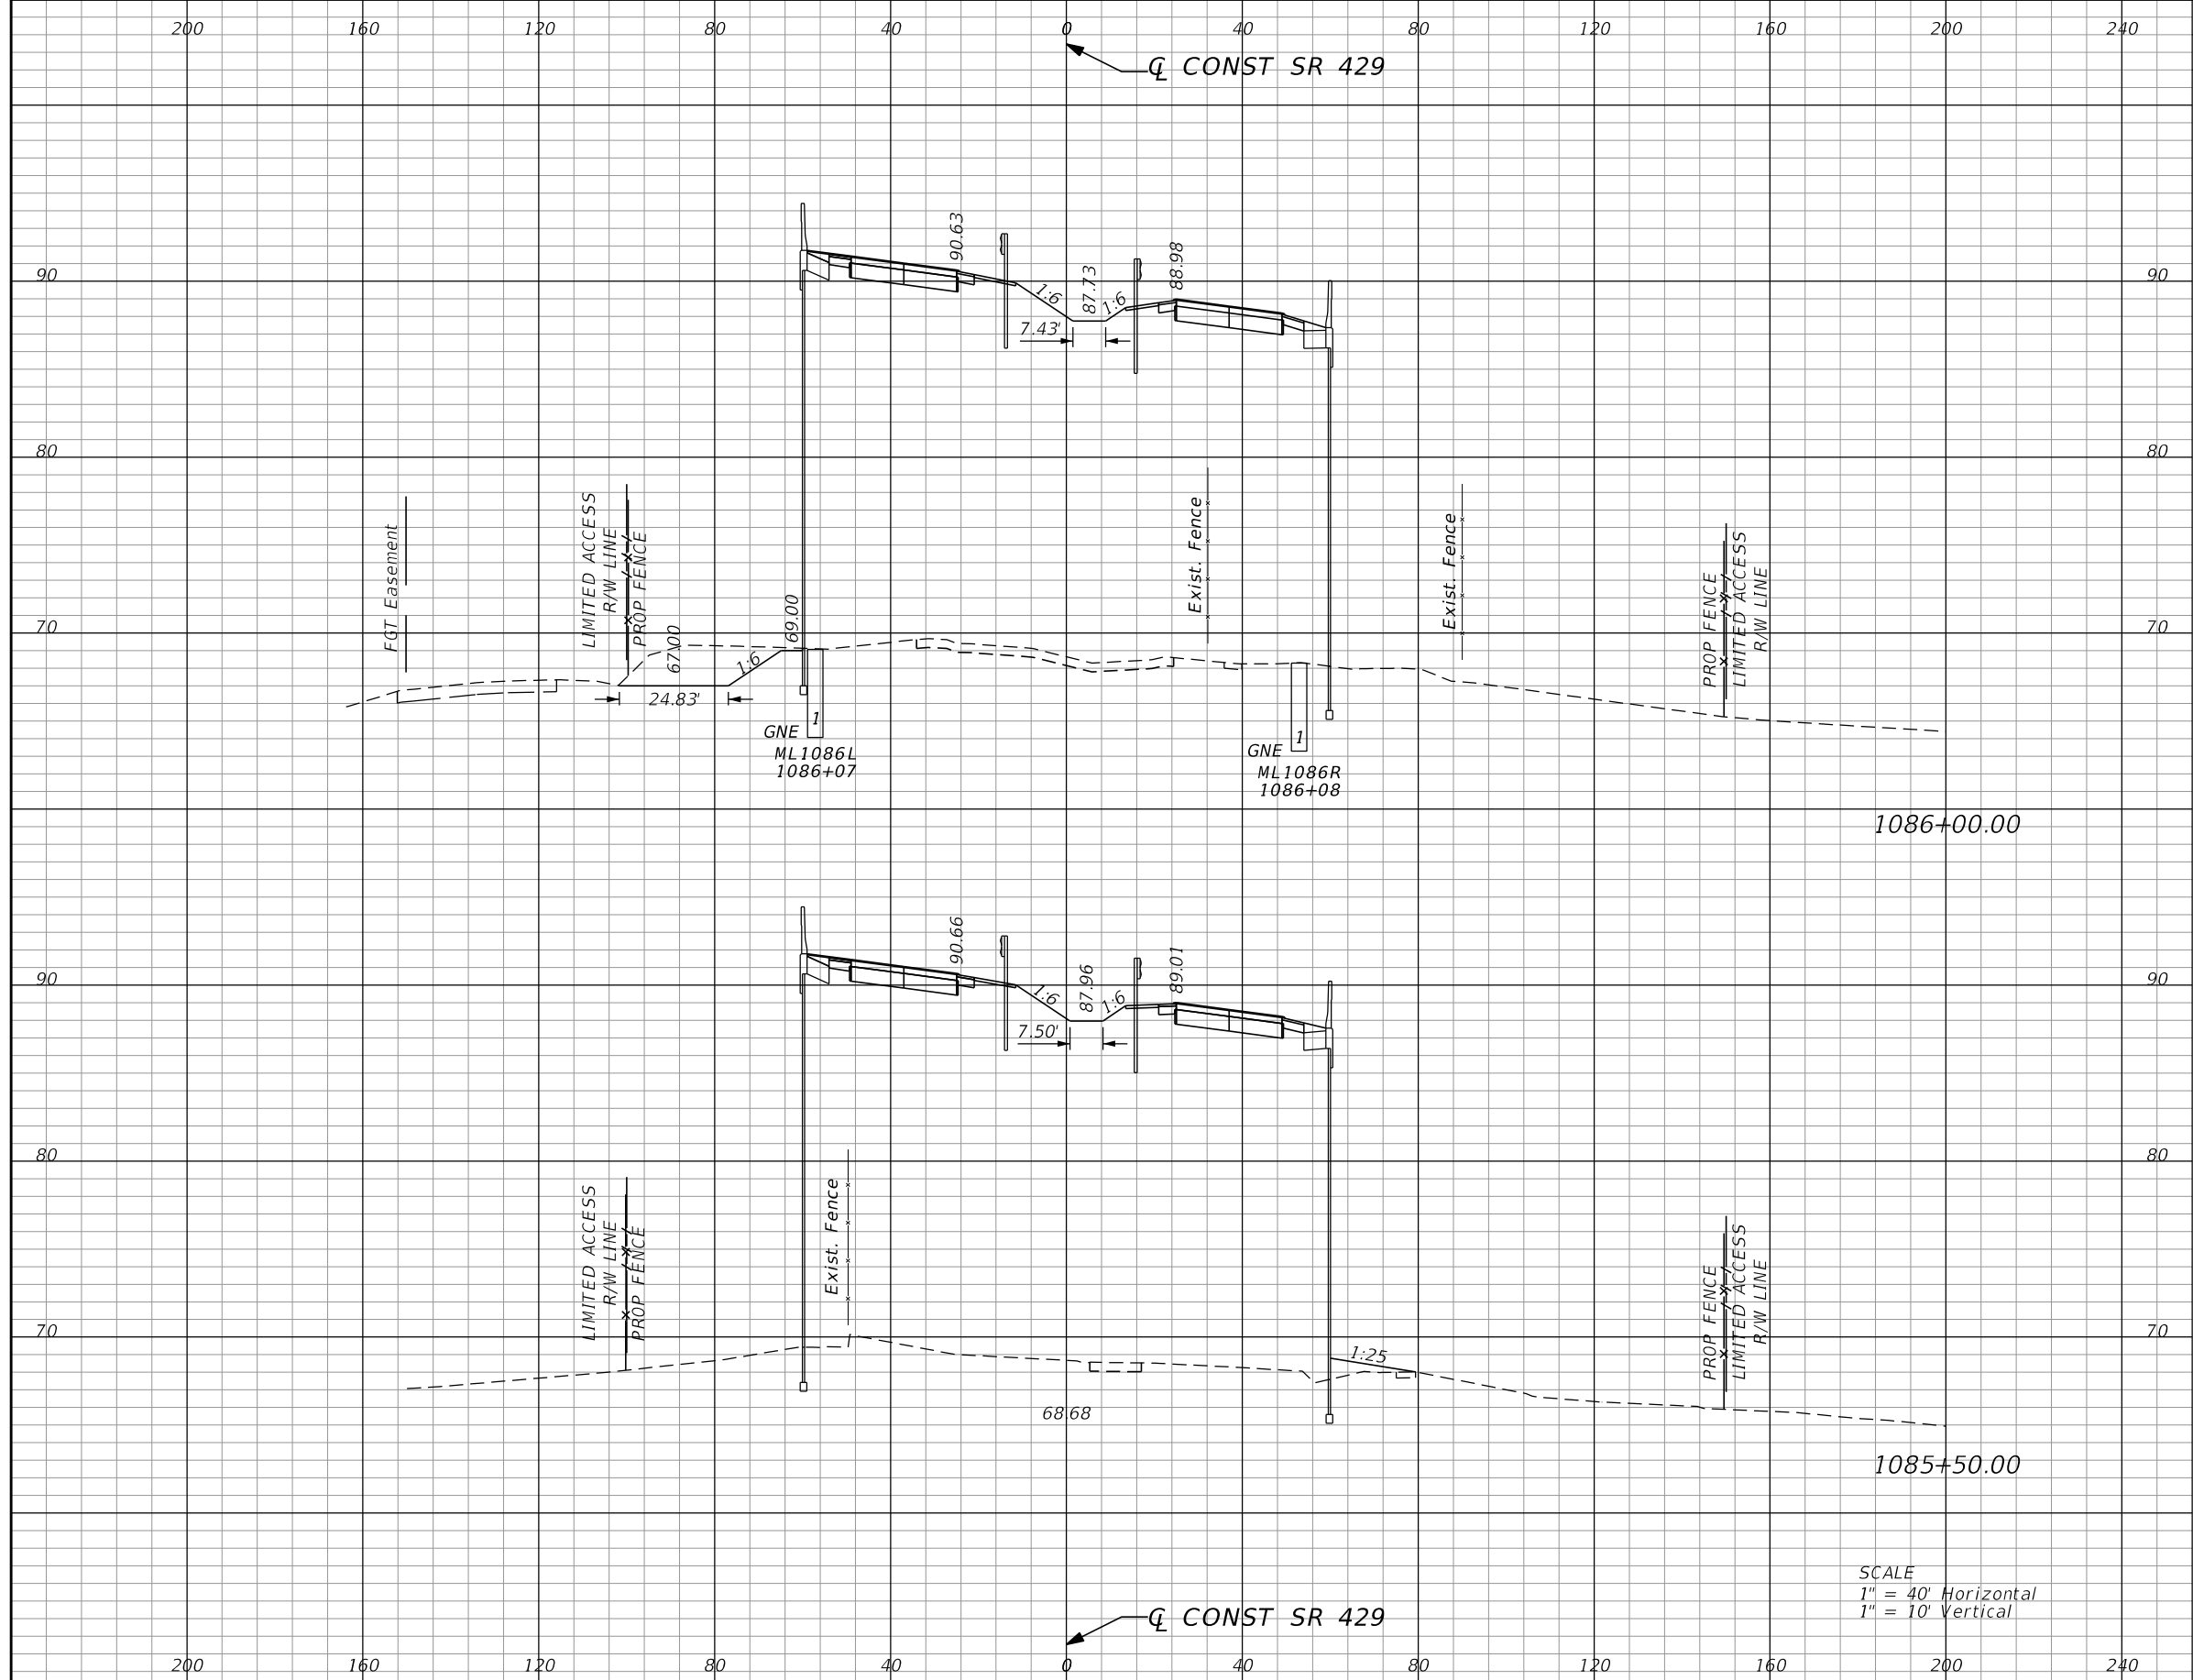 200 160 120 80 40 0 40 80 120 160 200 240
℄ CONST SR 429
90.63
87.73
88.98
90 90
1:6
1:6
7.43'
80 80
FGT Easement
LIMITED ACCESS
R/W LINE
PROP FENCE
Exist. Fence
Exist. Fence
PROP FENCE
LIMITED ACCESS
R/W LINE
70 70
67.00
1:6
69.00
24.83'
1
GNE
ML1086L
1086+07
1
GNE
ML1086R
1086+08
1086+00.00
90.66
87.96
89.01
90 90
1:6
1:6
7.50'
80 80
LIMITED ACCESS
R/W LINE
PROP FENCE
Exist. Fence
PROP FENCE
LIMITED ACCESS
R/W LINE
70 70
1:25
68.68
1085+50.00
SCALE
1" = 40' Horizontal
1" = 10' Vertical
℄ CONST SR 429
200 160 120 80 40 0 40 80 120 160 200 240